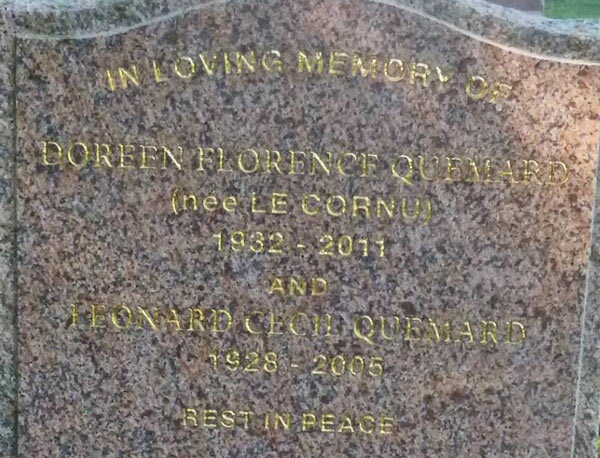 IN LOVING MEMORY OF
DOREEN FLORENCE QUEMARD
(nee LE CORNU)
1932 - 2011
AND
LEONARD CECIL QUEMARD
1928 - 2005
REST IN PEACE